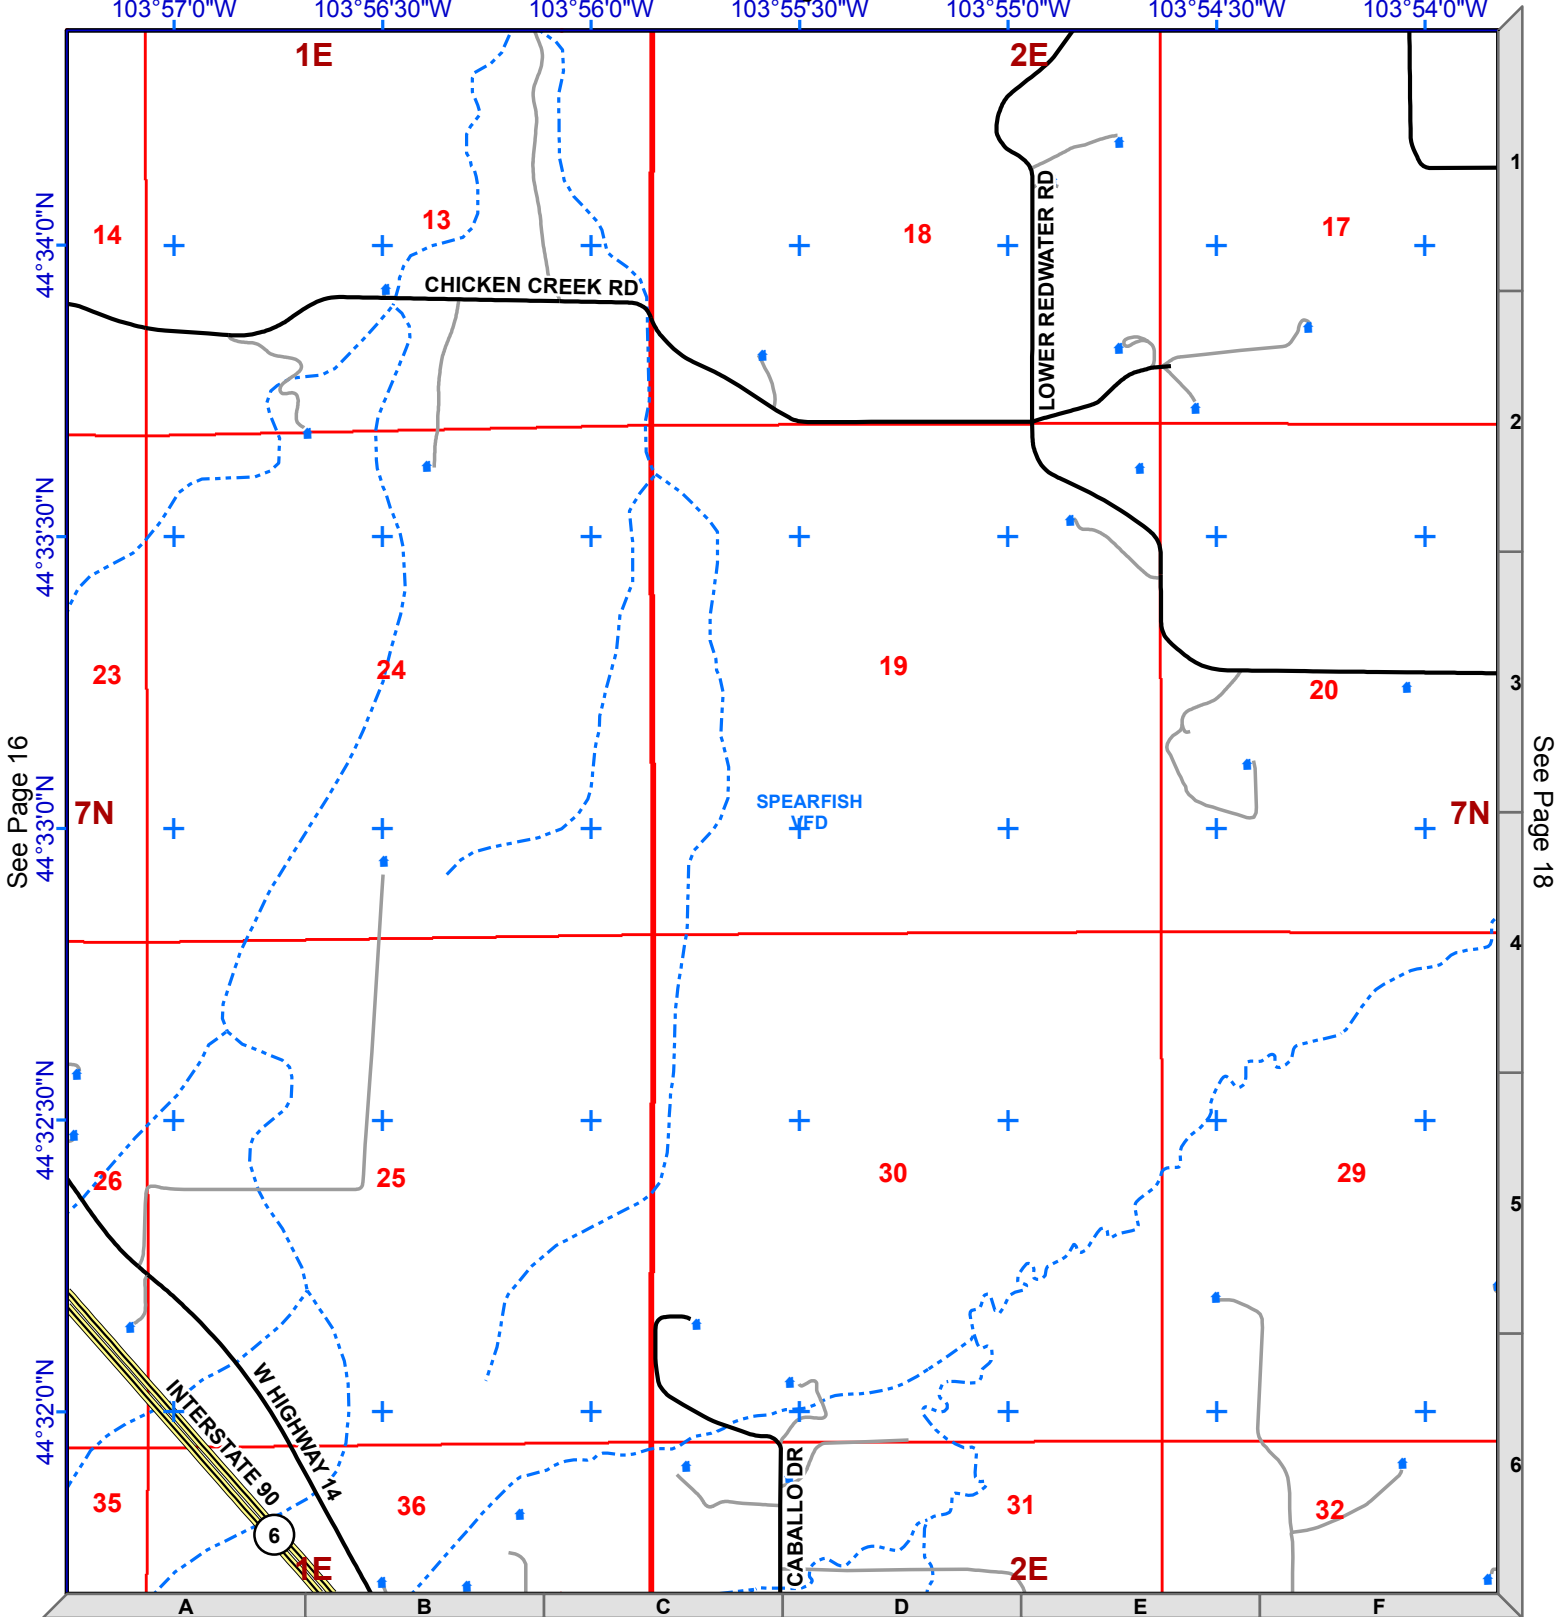 103°57'0"W
103°56'30"W
103°56'0"W
103°55'30"W
103°55'0"W
103°54'30"W
103°54'0"W
1E
2E
1
14
13
18
17
44°34'0"N
LOWER REDWATER RD
CHICKEN CREEK RD
2
44°33'30"N
23
24
19
20
3
See Page 16
See Page 18
7N
7N
SPEARFISH
VFD
44°33'0"N
4
44°32'30"N
26
25
30
29
5
44°32'0"N
INTERSTATE 90
W HIGHWAY 14
CABALLO DR
6
35
36
31
32
6
1E
2E
A
B
C
D
E
F